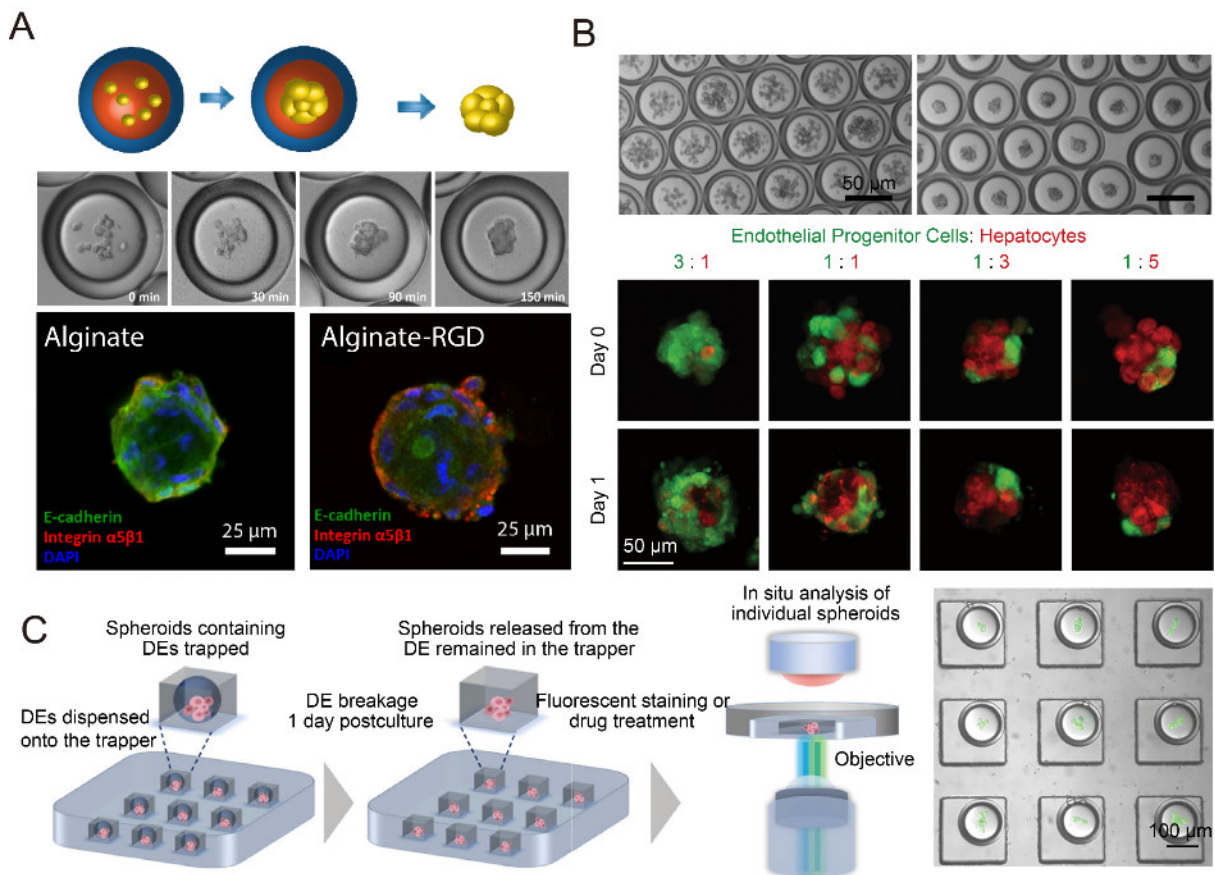 A
B
50 μm
0 min
30 min
90 min
150 min
Endothelial Progenitor Cells: Hepatocytes
3 : 1
1 : 1
1 : 3
1 : 5
Day 0
Day 1
50 μm
Alginate
E-cadherin
Integrin α5β1
DAPI
25 μm
Alginate-RGD
E-cadherin
Integrin α5β1
DAPI
25 μm
C
Spheroids containing
DEs trapped
DEs dispensed
onto the trapper
DE breakage
1 day postculture
Spheroids released from the
DE remained in the trapper
Fluorescent staining or
drug treatment
In situ analysis of
individual spheroids
Objective
100 μm